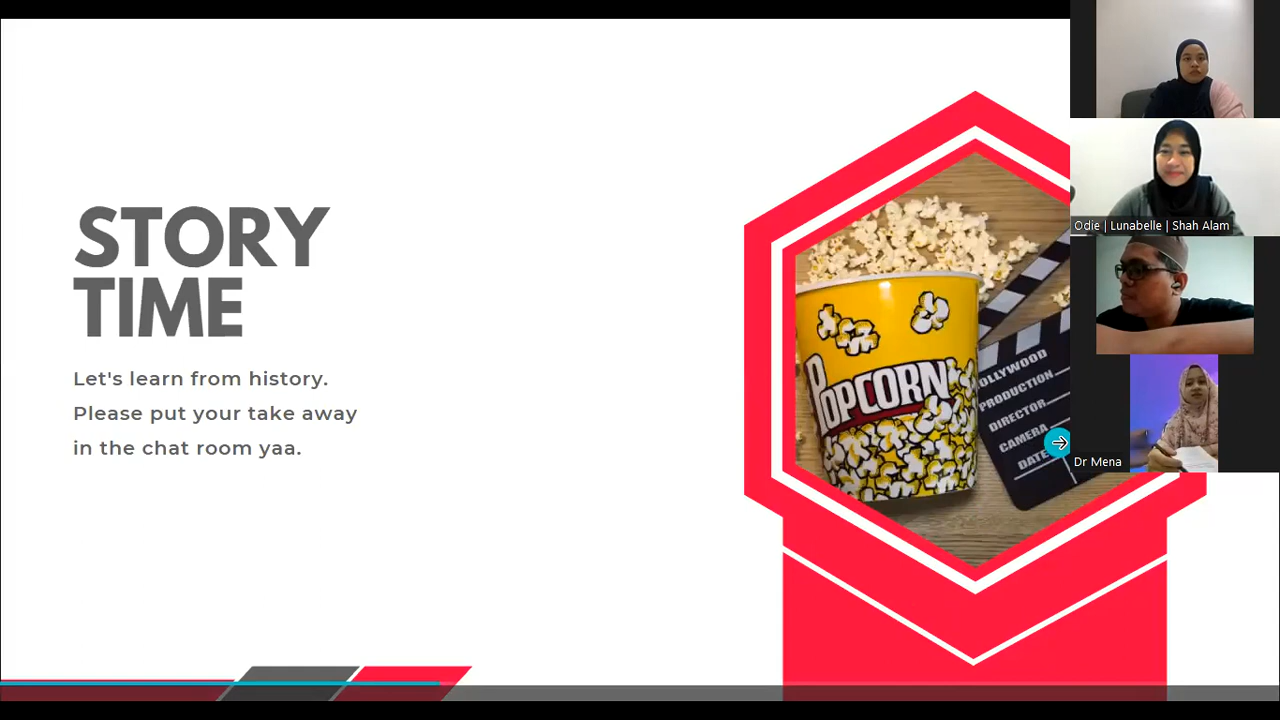 STORY
TIME
Let's learn from history.
Please put your take away
in the chat room yaa.
POPCORN
OLLYWOOD
PRODUCTION
DIRECTOR
CAMERA
DATE
Odie | Lunabelle | Shah Alam
Dr Mena